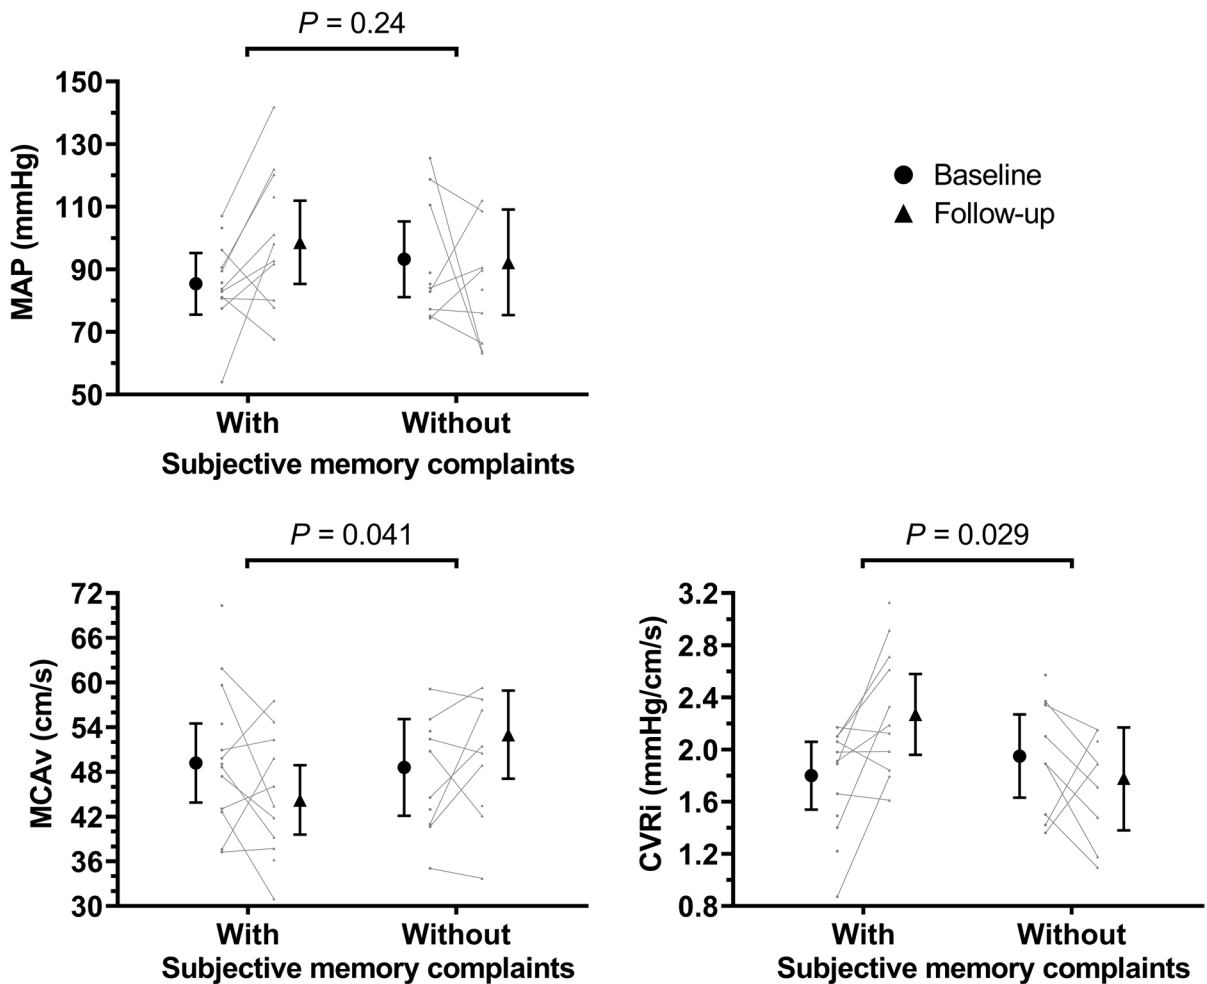 P = 0.24
150
130
110
90
70
50
MAP (mmHg)
With Without
Subjective memory complaints
Baseline
Follow-up
P = 0.041
72
66
60
54
48
42
36
30
MCAv (cm/s)
With Without
Subjective memory complaints
P = 0.029
3.2
2.8
2.4
2.0
1.6
1.2
0.8
CVRi (mmHg/cm/s)
With Without
Subjective memory complaints